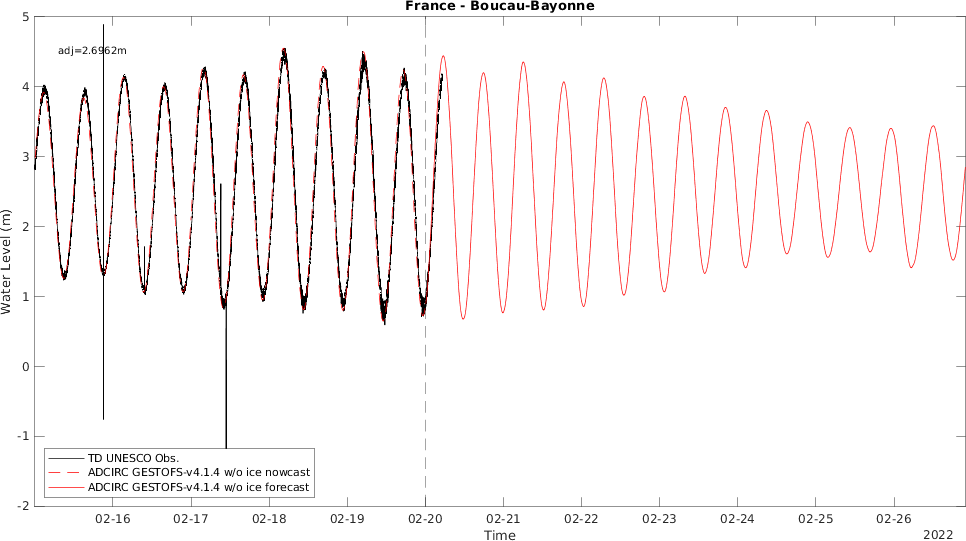 France - Boucau-Bayonne
5
adj=2.6962m
4
3
2
1
0
-1
-2
Water Level (m)
TD UNESCO Obs.
ADCIRC GESTOFS-v4.1.4 w/o ice nowcast
ADCIRC GESTOFS-v4.1.4 w/o ice forecast
02-16 02-17 02-18 02-19 02-20 02-21 02-22 02-23 02-24 02-25 02-26
Time
2022